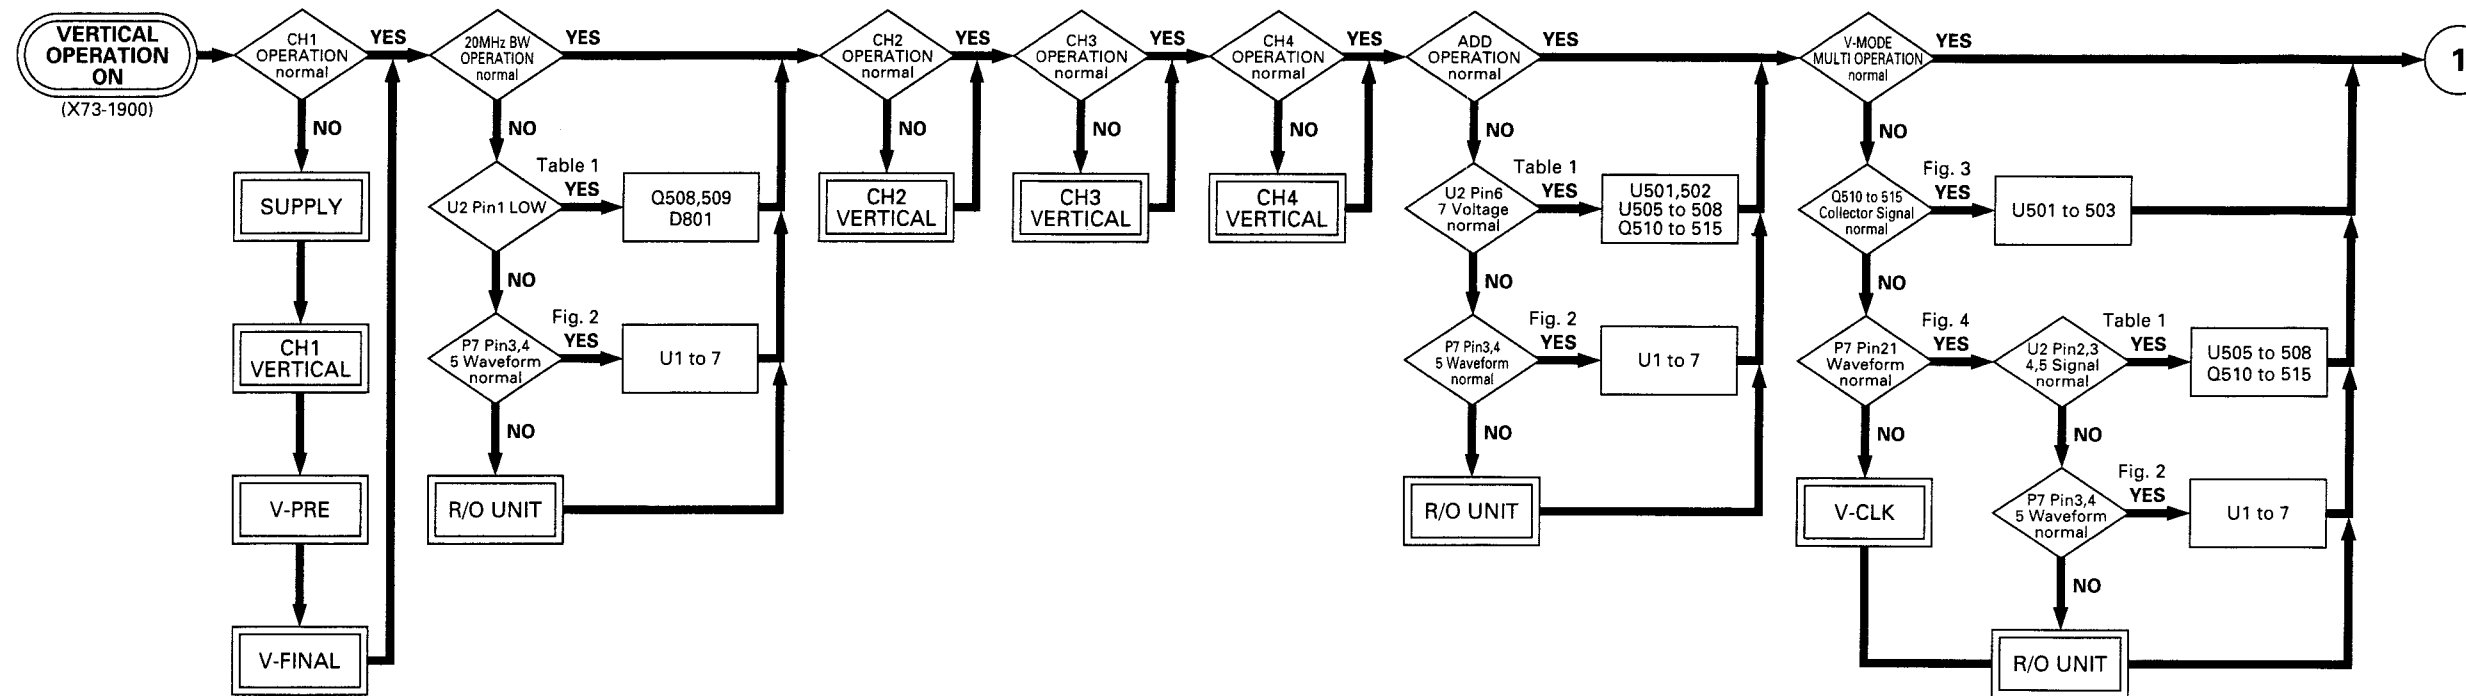 VERTICAL
OPERATION
ON
(X73-1900)
CH1
OPERATION
normal
YES
NO
SUPPLY
CH1
VERTICAL
V-PRE
V-FINAL
20MHz BW
OPERATION
normal
YES
NO
U2 Pin1 LOW
Table 1
YES
Q508,509
D801
NO
P7 Pin3,4
5 Waveform
normal
Fig. 2
YES
U1 to 7
NO
R/O UNIT
CH2
OPERATION
normal
YES
NO
CH2
VERTICAL
CH3
OPERATION
normal
YES
NO
CH3
VERTICAL
CH4
OPERATION
normal
YES
NO
CH4
VERTICAL
ADD
OPERATION
normal
YES
NO
U2 Pin6
7 Voltage
normal
Table 1
YES
U501,502
U505 to 508
Q510 to 515
NO
P7 Pin3,4
5 Waveform
normal
Fig. 2
YES
U1 to 7
NO
R/O UNIT
V-MODE
MULTI OPERATION
normal
YES
NO
Q510 to 515
Collector Signal
normal
Fig. 3
YES
U501 to 503
NO
P7 Pin21
Waveform
normal
Fig. 4
YES
NO
V-CLK
U2 Pin2,3
4,5 Signal
normal
Table 1
YES
U505 to 508
Q510 to 515
NO
P7 Pin3,4
5 Waveform
normal
Fig. 2
YES
U1 to 7
NO
R/O UNIT
1